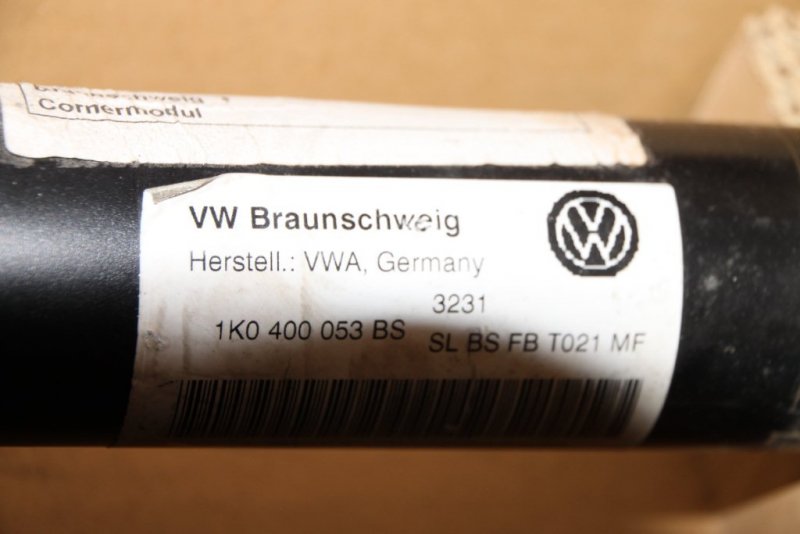 Cornermodul
VW Braunschweig
Herstell.: VWA, Germany
3231
1K0 400 053 BS SL BS FB T021 MF